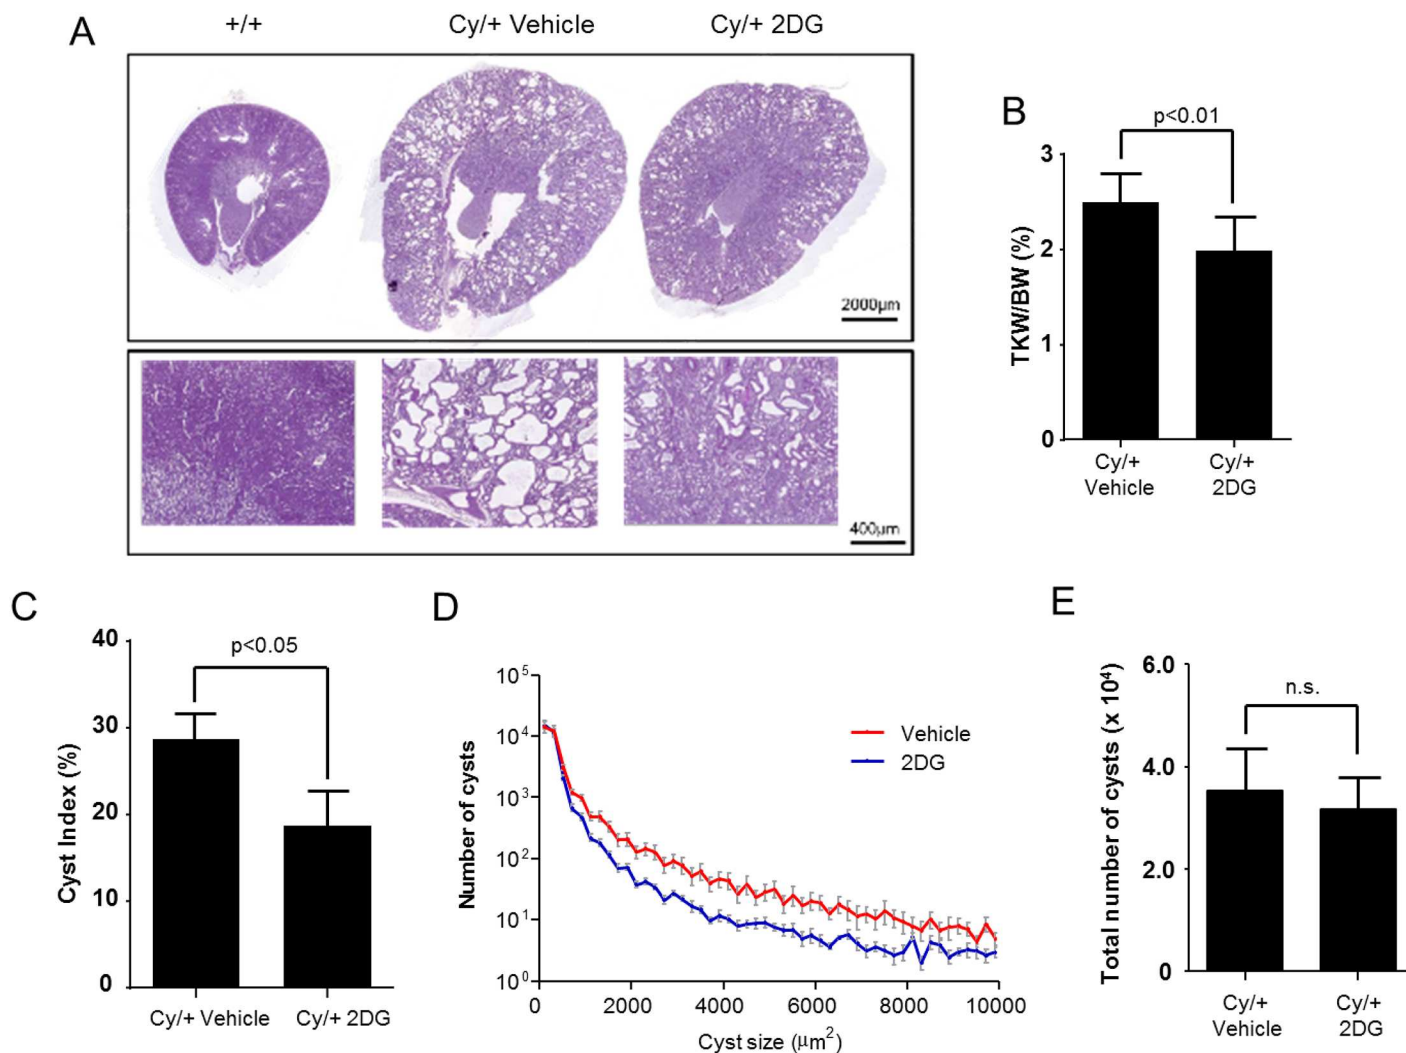 A
+/+
Cy/+ Vehicle
Cy/+ 2DG
2000μm
400μm
B
p<0.01
TKW/BW (%)
3
2
1
0
Cy/+
Vehicle
Cy/+
2DG
C
p<0.05
Cyst Index (%)
40
30
20
10
0
Cy/+ Vehicle
Cy/+ 2DG
D
Number of cysts
10⁵
10⁴
10³
10²
10¹
10⁰
Vehicle
2DG
0
2000
4000
6000
8000
10000
Cyst size (μm²)
E
n.s.
Total number of cysts (x 10⁴)
6.0
4.0
2.0
0
Cy/+
Vehicle
Cy/+
2DG